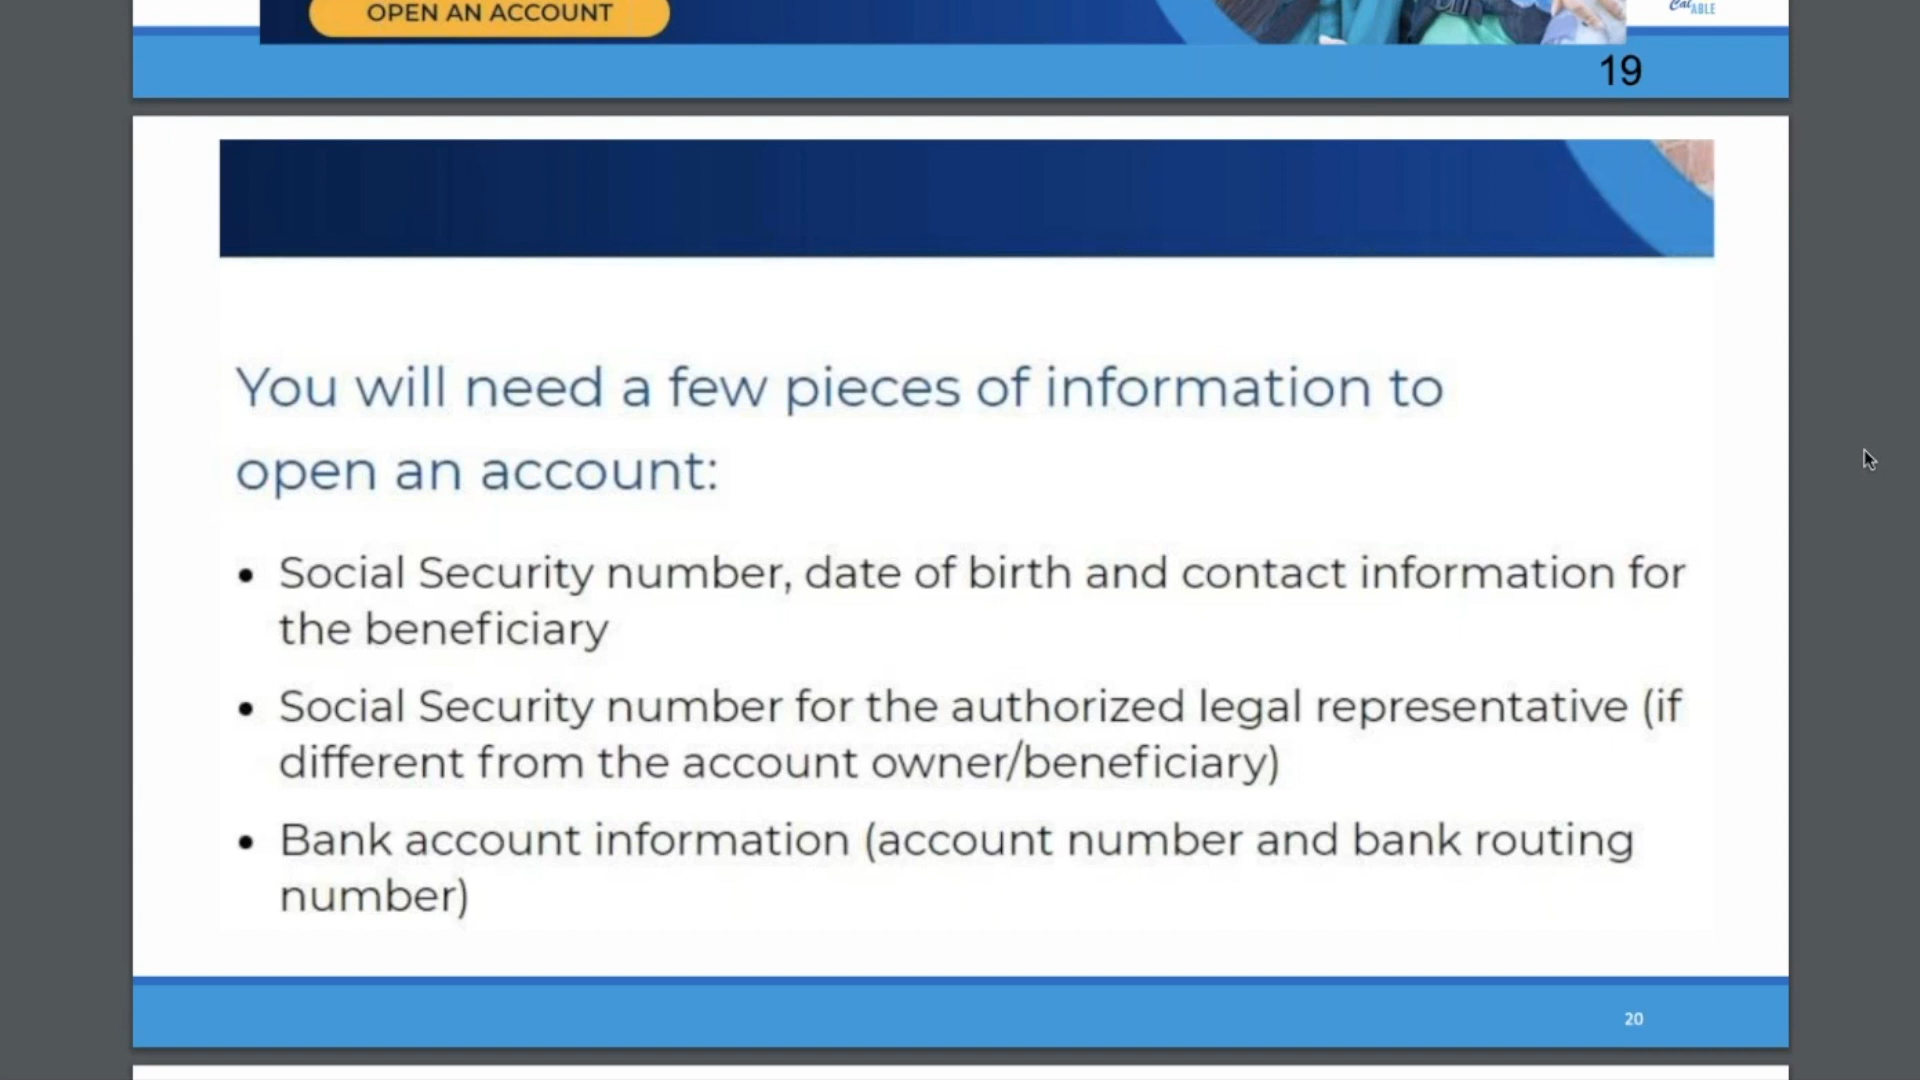 OPEN AN ACCOUNT
Cal ABLE
19
You will need a few pieces of information to
open an account:
• Social Security number, date of birth and contact information for
the beneficiary
• Social Security number for the authorized legal representative (if
different from the account owner/beneficiary)
• Bank account information (account number and bank routing
number)
20